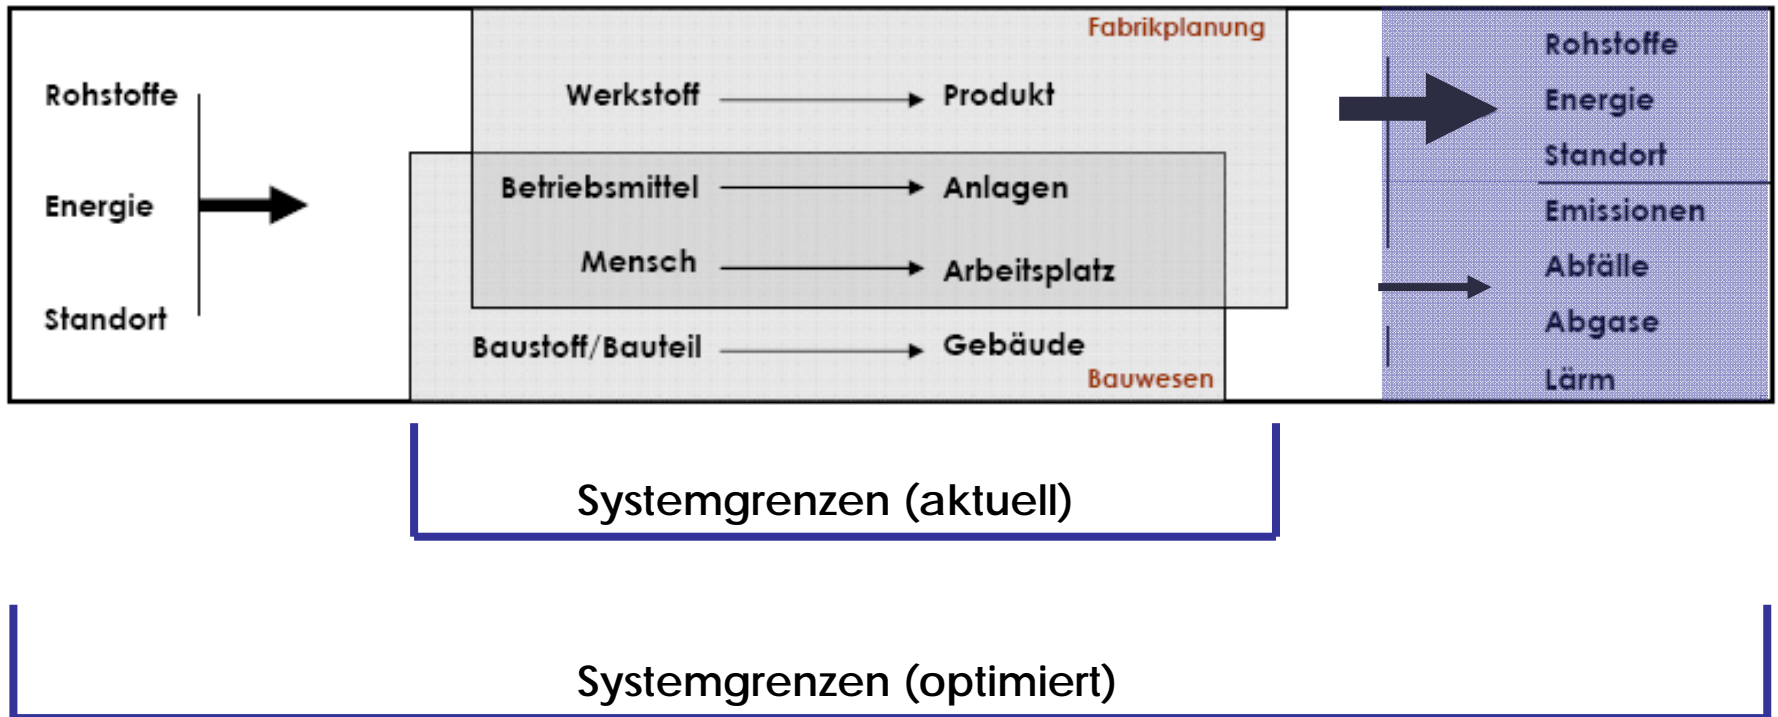 Fabrikplanung
Rohstoffe
Energie
Standort
Werkstoff Produkt
Betriebsmittel Anlagen
Mensch Arbeitsplatz
Baustoff/Bauteil Gebäude
Bauwesen
Rohstoffe
Energie
Standort
Emissionen
Abfälle
Abgase
Lärm
Systemgrenzen (aktuell)
Systemgrenzen (optimiert)